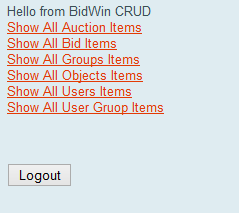 Hello from BidWin CRUD
Show All Auction Items
Show All Bid Items
Show All Groups Items
Show All Objects Items
Show All Users Items
Show All User Gruop Items
Logout